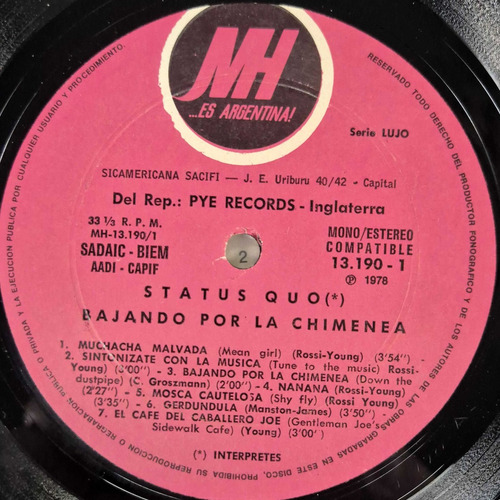 MH
...ES ARGENTINA!
Serie LUJO
SICAMERICANA SACIFI — J. E. Uriburu 40/42 - Capital
Del Rep.: PYE RECORDS - Inglaterra
33 ⅓ R. P. M.
MH-13.190/1
SADAIC - BIEM
AADI - CAPIF
2
MONO/ESTEREO
COMPATIBLE
13.190 - 1
Ⓟ 1978
STATUS QUO(*)
BAJANDO POR LA CHIMENEA
1. MUCHACHA MALVADA (Mean girl) (Rossi-Young) (3'54") -
2. SINTONIZATE CON LA MUSICA (Tune to the music) Rossi-
Young) (3'00") - 3. BAJANDO POR LA CHIMENEA (Down the
dustpipe) (C. Groszmann) (2'00") - 4. NANANA (Rossi-Young)
(2'27") - 5. MOSCA CAUTELOSA (Shy fly) (Rossi Young)
(3'35") - 6. GERDUNDULA (Manston-James) (3'50") -
7. EL CAFE DEL CABALLERO JOE (Gentleman Joe's
Sidewalk Cafe) (Young) (3'00')
(*) INTERPRETES
RESERVADO TODO DERECHO DEL PRODUCTOR FONOGRAFICO Y DE LOS AUTORES DE LAS OBRAS GRABADAS EN ESTE DISCO. PROHIBIDA SU REPRODUCCION O REGRABACION PUBLICA O PRIVADA Y LA EJECUCION PUBLICA POR CUALQUIER USUARIO Y PROCEDIMIENTO.